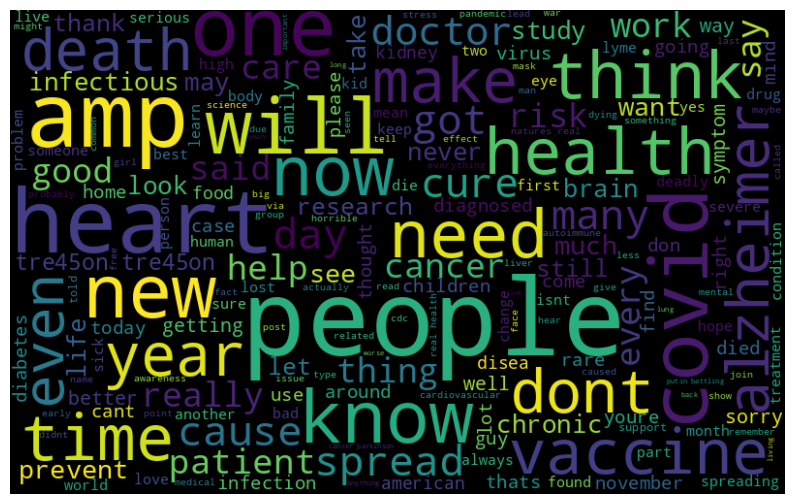 live
serious
might
thank
stress
pandemic
lead
war
death
one
doctor
study
work
way
important
long
high
care
take
kidney
virus
lyme
going
last
say
mind
infectious
may
two
make
think
problem
amp
will
science
body
kid
please
mask
eye
man
got
risk
want
yes
drug
maybe
someone
learn
family
mean
keep
dying
something
common
due
tell
seen
never
effect
natures real
symptom
called
girl
best
good
said
now
everything
health
probably
home
look
food
big
die
cure
first
brain
deadly
via
heart
person
case
human
group
research
horrible
diagnosed
many
severe
covid
alzheimer
day
need
autoimmune
much
don
right
tre45on tre45on
free
help
see
thought
cancer
liver
still
less
every
find
condition
told
fact
lost
actually
read
children
come
give
mental
even
new
sure
people
isnt
change
hear
real health
lung
hope
diabetes
life
today
getting
post
cdc
face
died
treatment
sick
year
let
thing
related
worse
disea
rare
caused
putin battling
name
awareness
issue
type
cardiovascular
well
dont
back
show
join
better
really
use
around
know
lot
time
cant
another
bad
guy
chronic
youre
month
sorry
early
point
support
remember
didnt
cause
patient
spread
cancer parkinson
always
vaccine
part
living
prevent
world
love
medical
infection
anything
american
thats
found
november
spreading